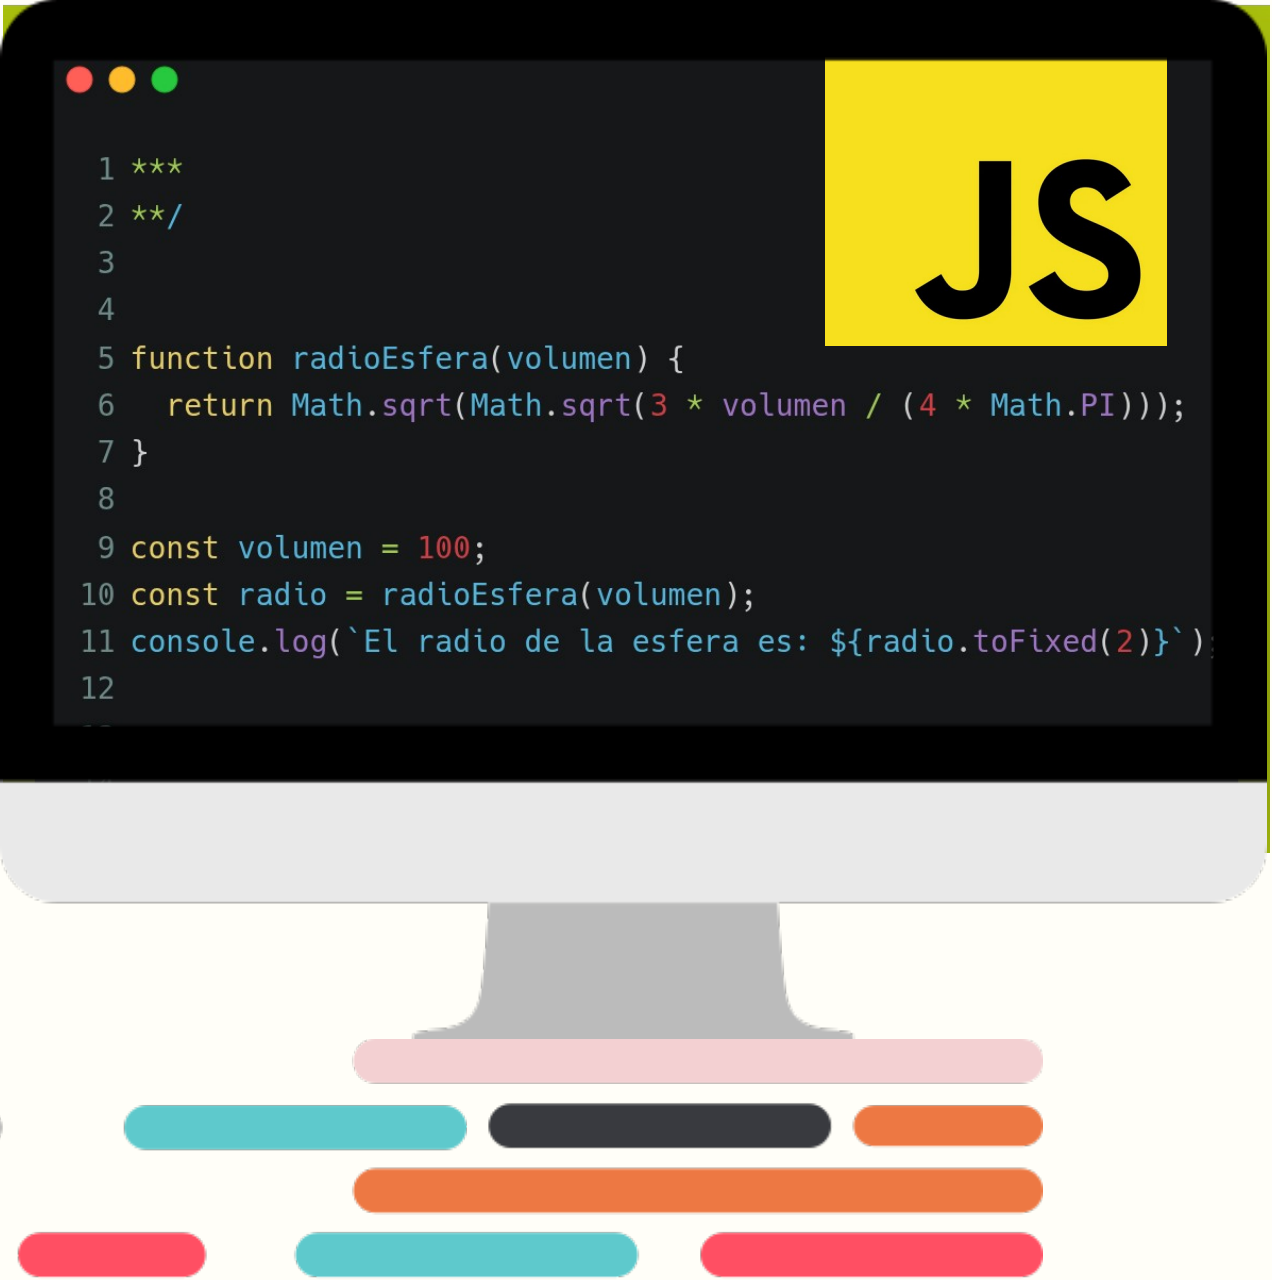 JS
1 ***
2 **/
3
4
5 function radioEsfera(volumen) {
6   return Math.sqrt(Math.sqrt(3 * volumen / (4 * Math.PI)));
7 }
8
9 const volumen = 100;
10 const radio = radioEsfera(volumen);
11 console.log(`El radio de la esfera es: ${radio.toFixed(2)}`);
12